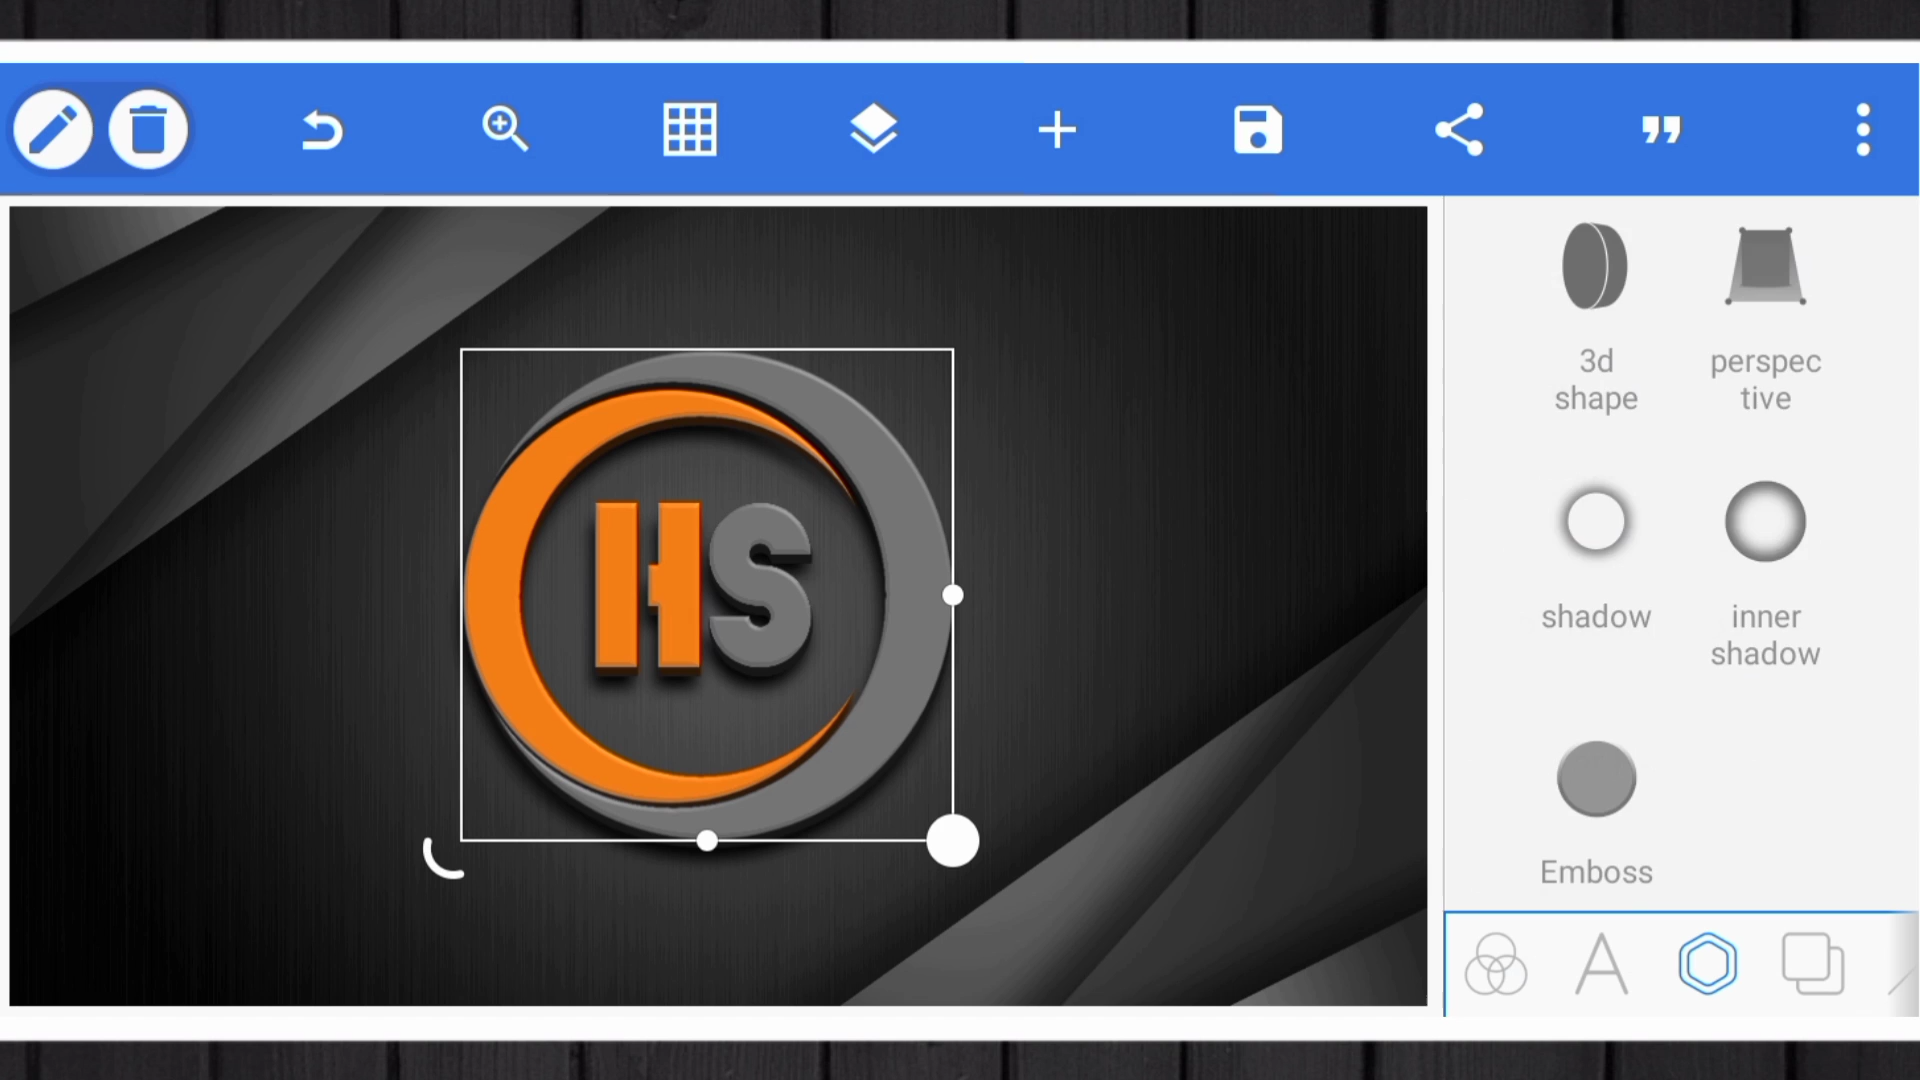 HS
3d
shape
perspec
tive
shadow
inner
shadow
Emboss